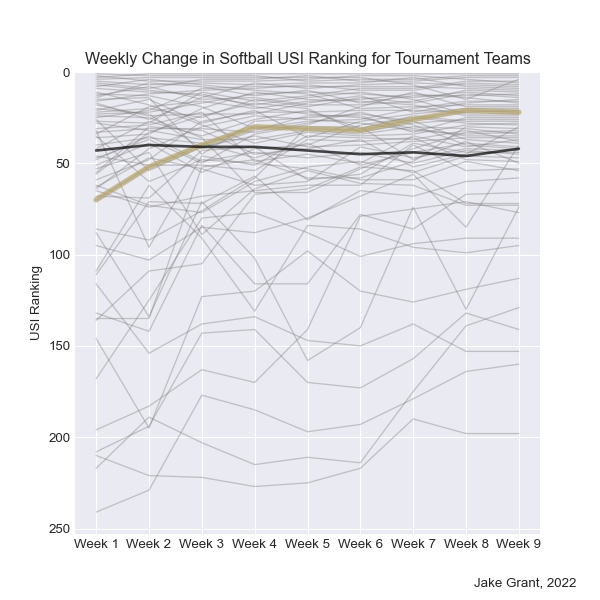 Weekly Change in Softball USI Ranking for Tournament Teams
0
50
100
150
200
250
USI Ranking
Week 1 Week 2 Week 3 Week 4 Week 5 Week 6 Week 7 Week 8 Week 9
Jake Grant, 2022